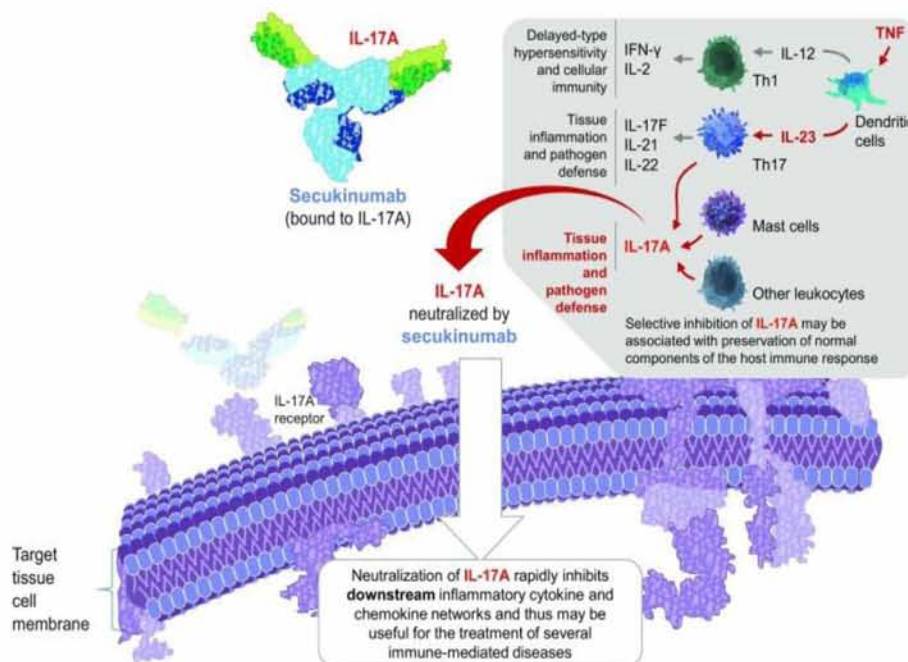 IL-17A
Secukinumab
(bound to IL-17A)
Delayed-type
hypersensitivity
and cellular
immunity
IFN-γ
IL-2
Th1
IL-12
TNF
Dendritic
cells
Tissue
inflammation
and pathogen
defense
IL-17F
IL-21
IL-22
Th17
IL-23
Mast cells
Tissue
inflammation
and
pathogen
defense
IL-17A
Other leukocytes
Selective inhibition of IL-17A may be
associated with preservation of normal
components of the host immune response
IL-17A
neutralized by
secukinumab
IL-17A
receptor
Target
tissue
cell
membrane
Neutralization of IL-17A rapidly inhibits
downstream inflammatory cytokine and
chemokine networks and thus may be
useful for the treatment of several
immune-mediated diseases